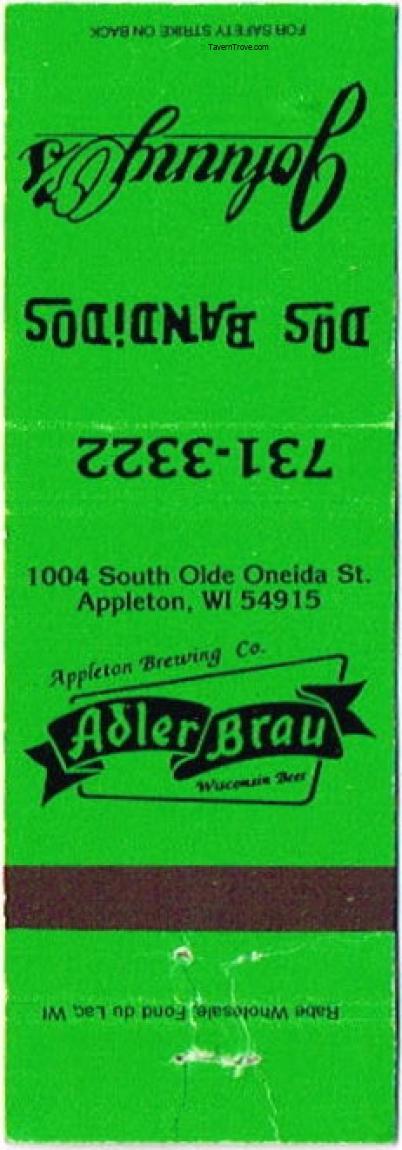 FOR SAFETY STRIKE ON BACK
TavernTrove.com
Johnny O's
DOS BANDiDOS
731-3322
1004 South Olde Oneida St.
Appleton, WI 54915
Appleton Brewing Co.
Adler Brau
Wisconsin Beer
Rabe Wholesale, Fond du Lac, WI